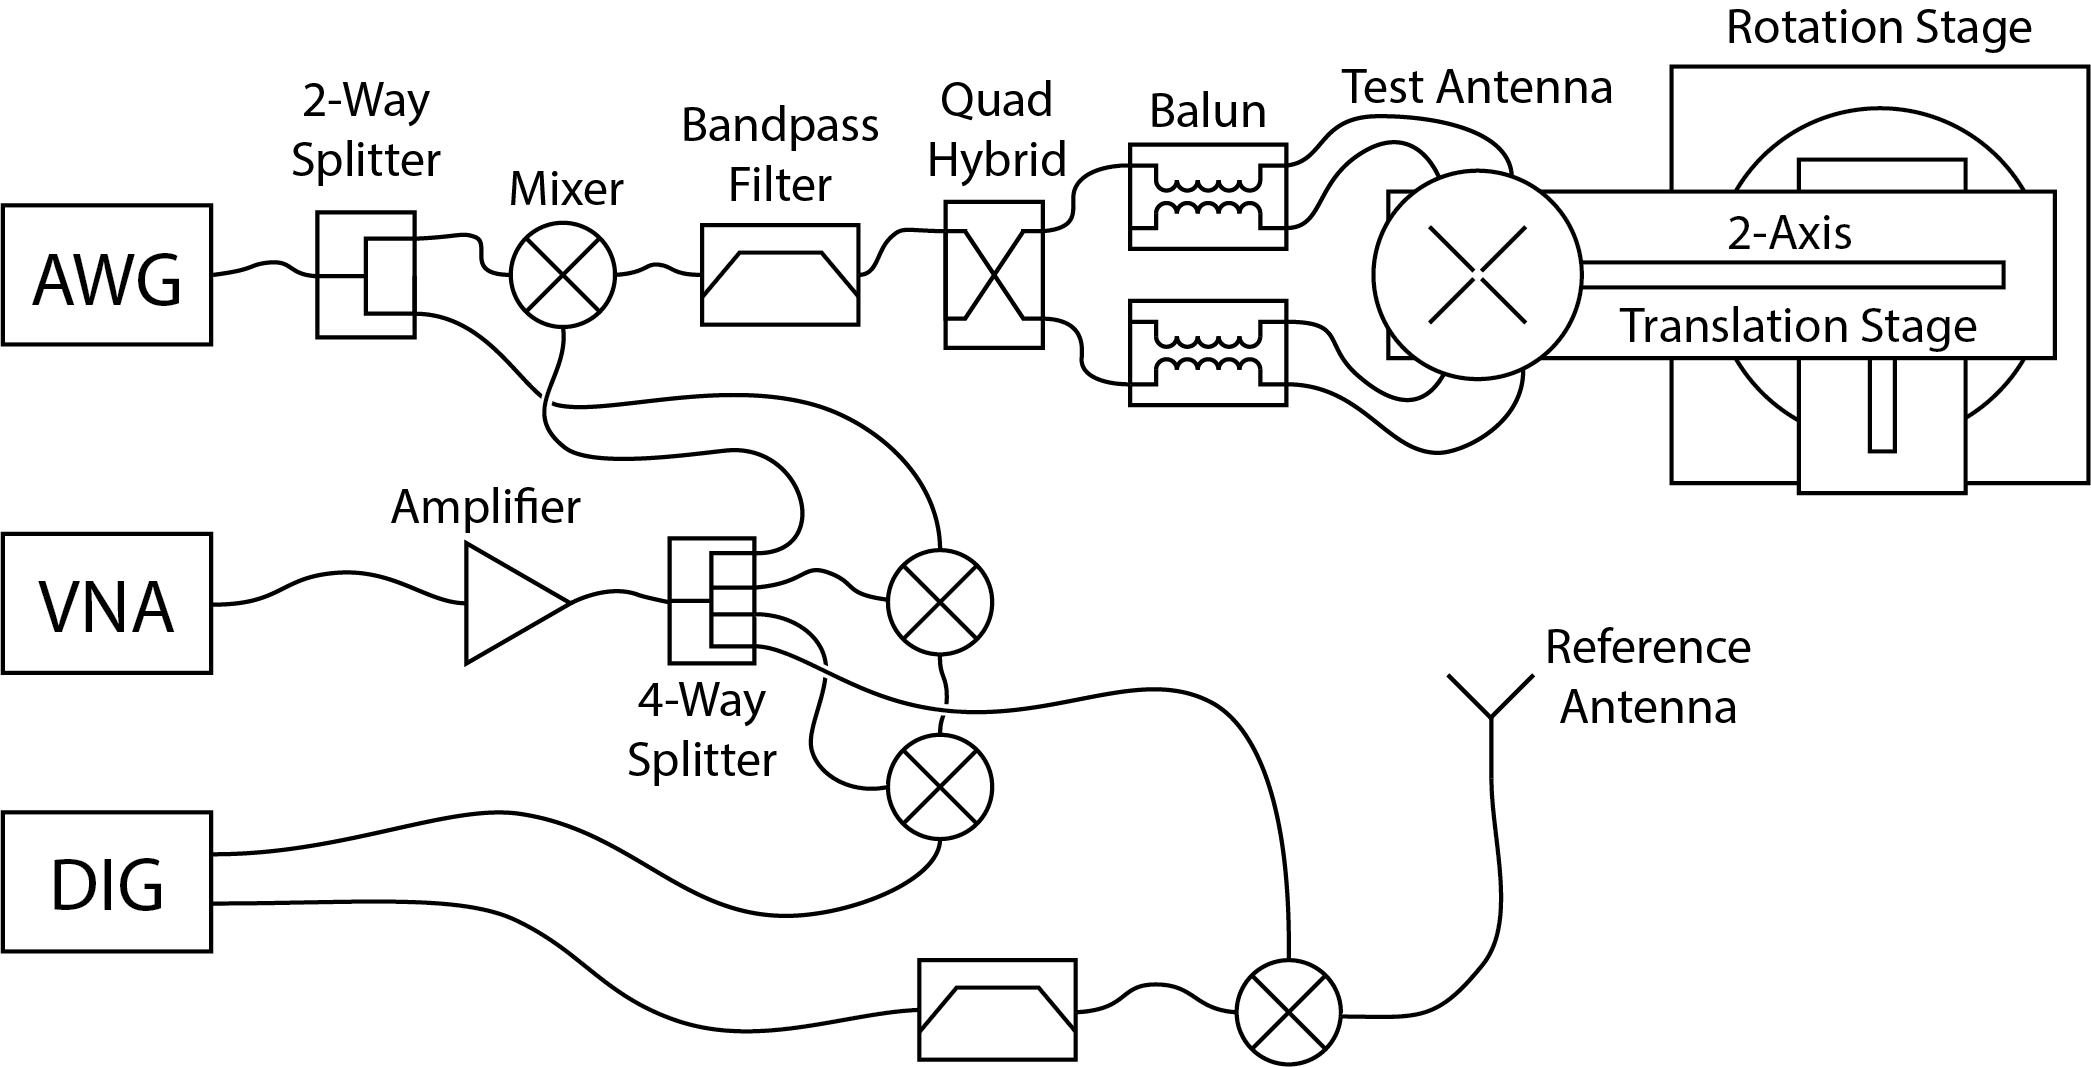 Rotation Stage
2-Way
Splitter
Mixer
Bandpass
Filter
Quad
Hybrid
Balun
Test Antenna
AWG
2-Axis
Translation Stage
Amplifier
VNA
4-Way
Splitter
Reference
Antenna
DIG